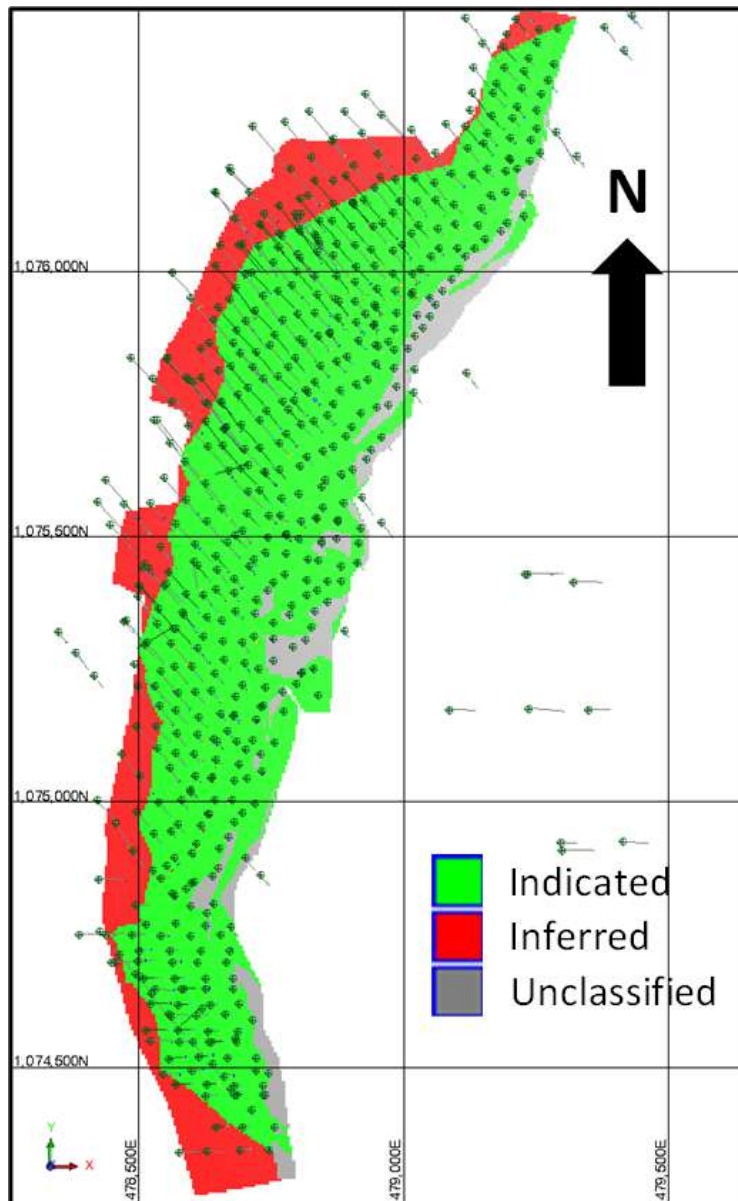 N
1,076,000N
1,075,500N
1,075,000N
Indicated
Inferred
Unclassified
1,074,500N
Y
X
478,500E
479,000E
479,500E